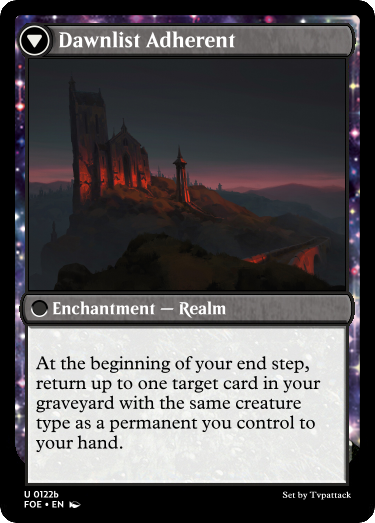 Dawnlist Adherent
Enchantment — Realm
At the beginning of your end step,
return up to one target card in your
graveyard with the same creature
type as a permanent you control to
your hand.
U 0122b
FOE • EN
Set by Tvpattack